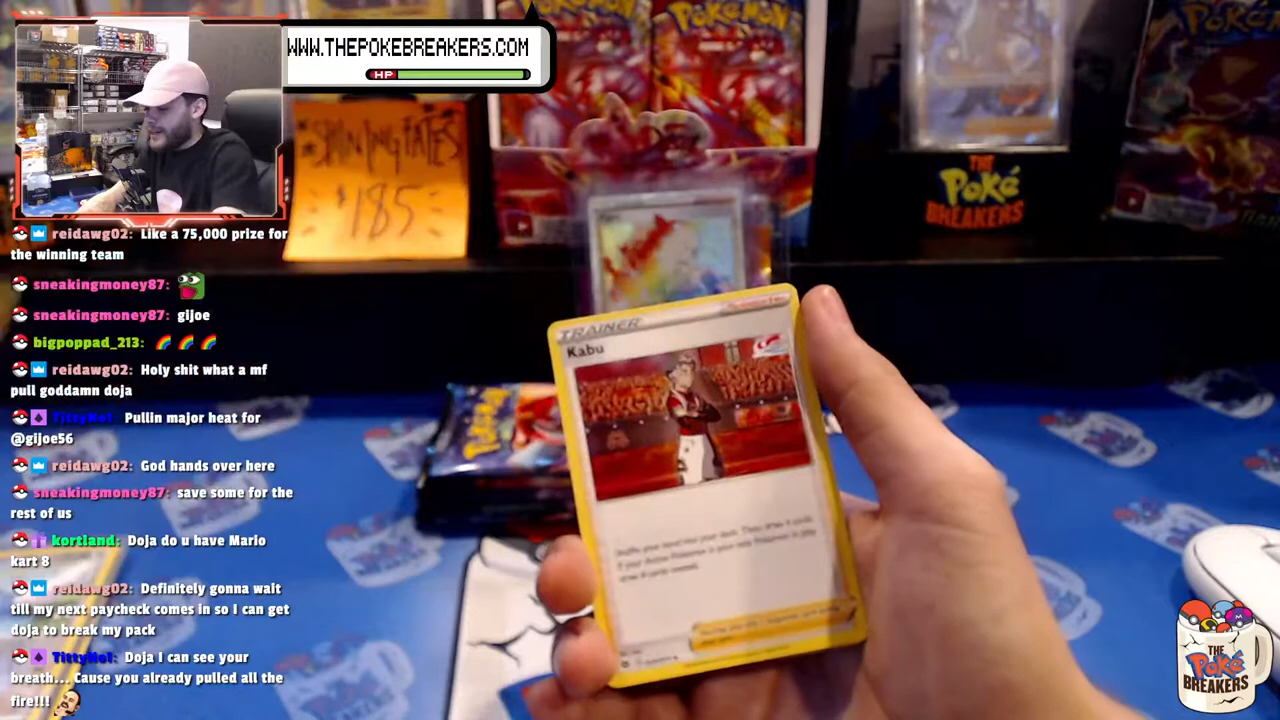 WWW.THEPOKEBREAKERS.COM
HP
SHINING FATES
$185
POKÉMON
POKÉMON
THE
Poké
BREAKERS
reidawg02: Like a 75,000 prize for
the winning team
sneakingmoney87:
sneakingmoney87: gijoe
bigpoppad_213:
reidawg02: Holy shit what a mf
pull goddamn doja
TittyNo1: Pullin major heat for
@gijoe56
reidawg02: God hands over here
sneakingmoney87: save some for the
rest of us
kortland: Doja do u have Mario
kart 8
reidawg02: Definitely gonna wait
till my next paycheck comes in so I can get
doja to break my pack
TittyNo1: Doja I can see your
breath... Cause you already pulled all the
fire!!!
TRAINER
Kabu
THE
Poké
BREAKERS